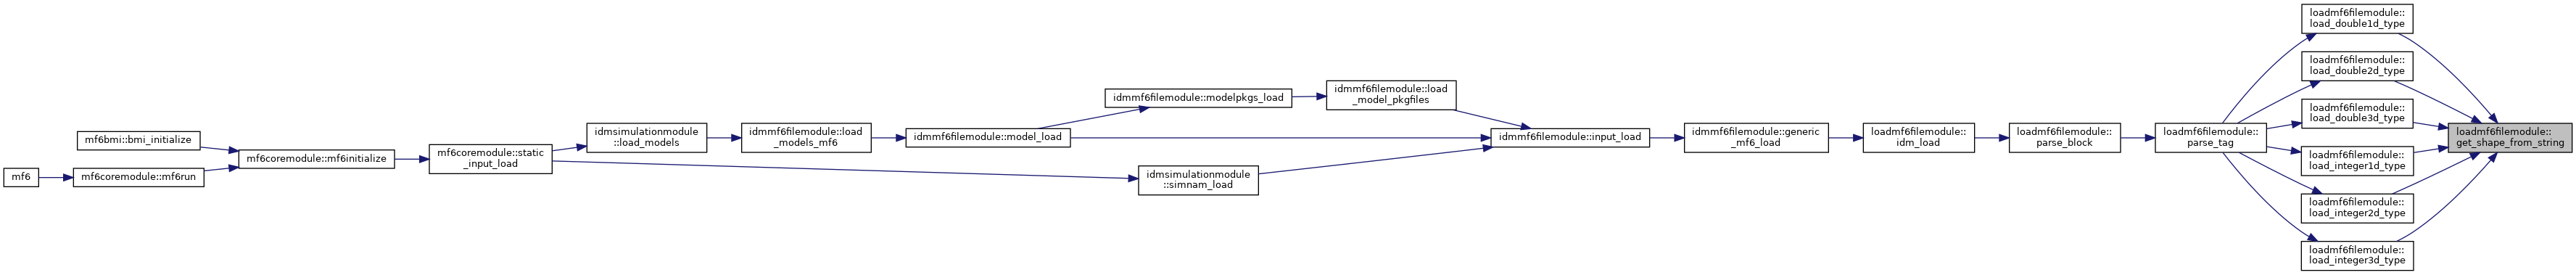 mf6
mf6bmi::bmi_initialize
mf6coremodule::mf6run
mf6coremodule::mf6initialize
mf6coremodule::static
_input_load
idmsimulationmodule
::load_models
idmmf6filemodule::load
_models_mf6
idmmf6filemodule::model_load
idmmf6filemodule::modelpkgs_load
idmsimulationmodule
::simnam_load
idmmf6filemodule::load
_model_pkgfiles
idmmf6filemodule::input_load
idmmf6filemodule::generic
_mf6_load
loadmf6filemodule::
idm_load
loadmf6filemodule::
parse_block
loadmf6filemodule::
parse_tag
loadmf6filemodule::
load_double1d_type
loadmf6filemodule::
load_double2d_type
loadmf6filemodule::
load_double3d_type
loadmf6filemodule::
load_integer1d_type
loadmf6filemodule::
load_integer2d_type
loadmf6filemodule::
load_integer3d_type
loadmf6filemodule::
get_shape_from_string